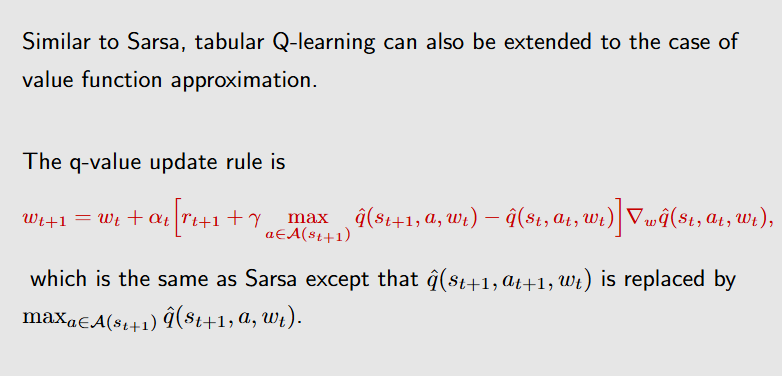 Similar to Sarsa, tabular Q-learning can also be extended to the case of
value function approximation.
The q-value update rule is
$w_{t+1} = w_t + \alpha_t \left[ r_{t+1} + \gamma \max_{a \in \mathcal{A}(s_{t+1})} \hat{q}(s_{t+1}, a, w_t) - \hat{q}(s_t, a_t, w_t) \right] \nabla_w \hat{q}(s_t, a_t, w_t),$
which is the same as Sarsa except that $\hat{q}(s_{t+1}, a_{t+1}, w_t)$ is replaced by
$\max_{a \in \mathcal{A}(s_{t+1})} \hat{q}(s_{t+1}, a, w_t).$